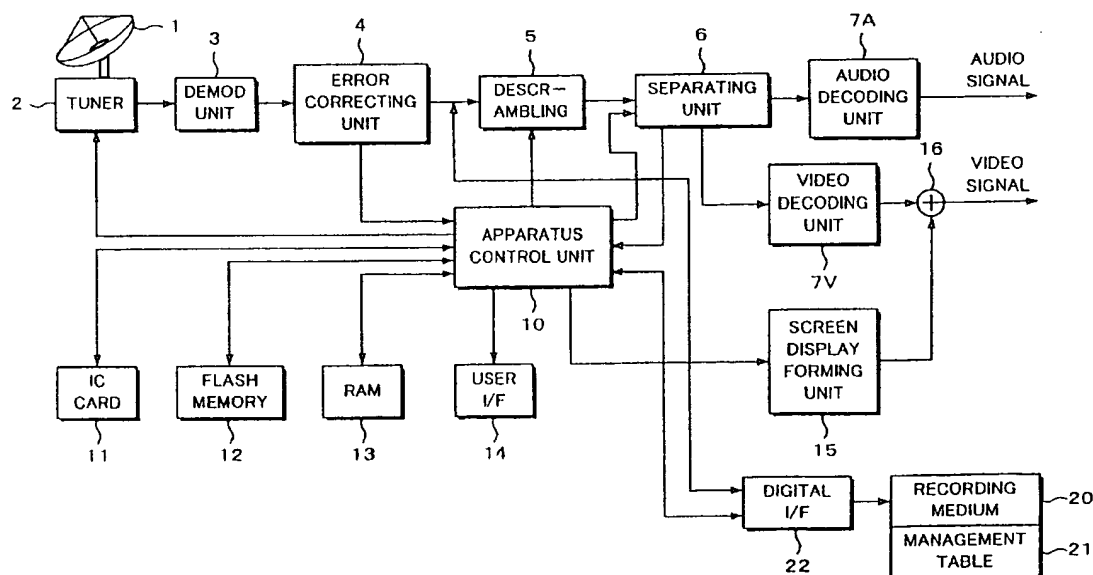 1
2
TUNER
3
DEMOD
UNIT
4
ERROR
CORRECTING
UNIT
5
DESCR-
AMBLING
6
SEPARATING
UNIT
7A
AUDIO
DECODING
UNIT
AUDIO
SIGNAL
VIDEO
DECODING
UNIT
7V
16
VIDEO
SIGNAL
APPARATUS
CONTROL UNIT
10
SCREEN
DISPLAY
FORMING
UNIT
15
IC
CARD
11
FLASH
MEMORY
12
RAM
13
USER
I/F
14
DIGITAL
I/F
22
RECORDING
MEDIUM
20
MANAGEMENT
TABLE
21